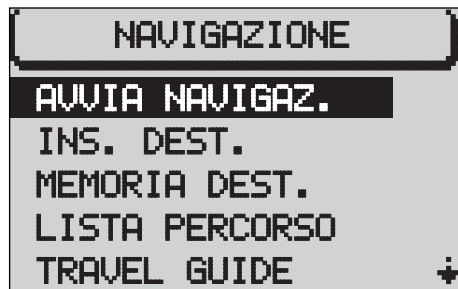 NAVIGAZIONE
AVVIA NAVIGAZ.
INS. DEST.
MEMORIA DEST.
LISTA PERCORSO
TRAVEL GUIDE